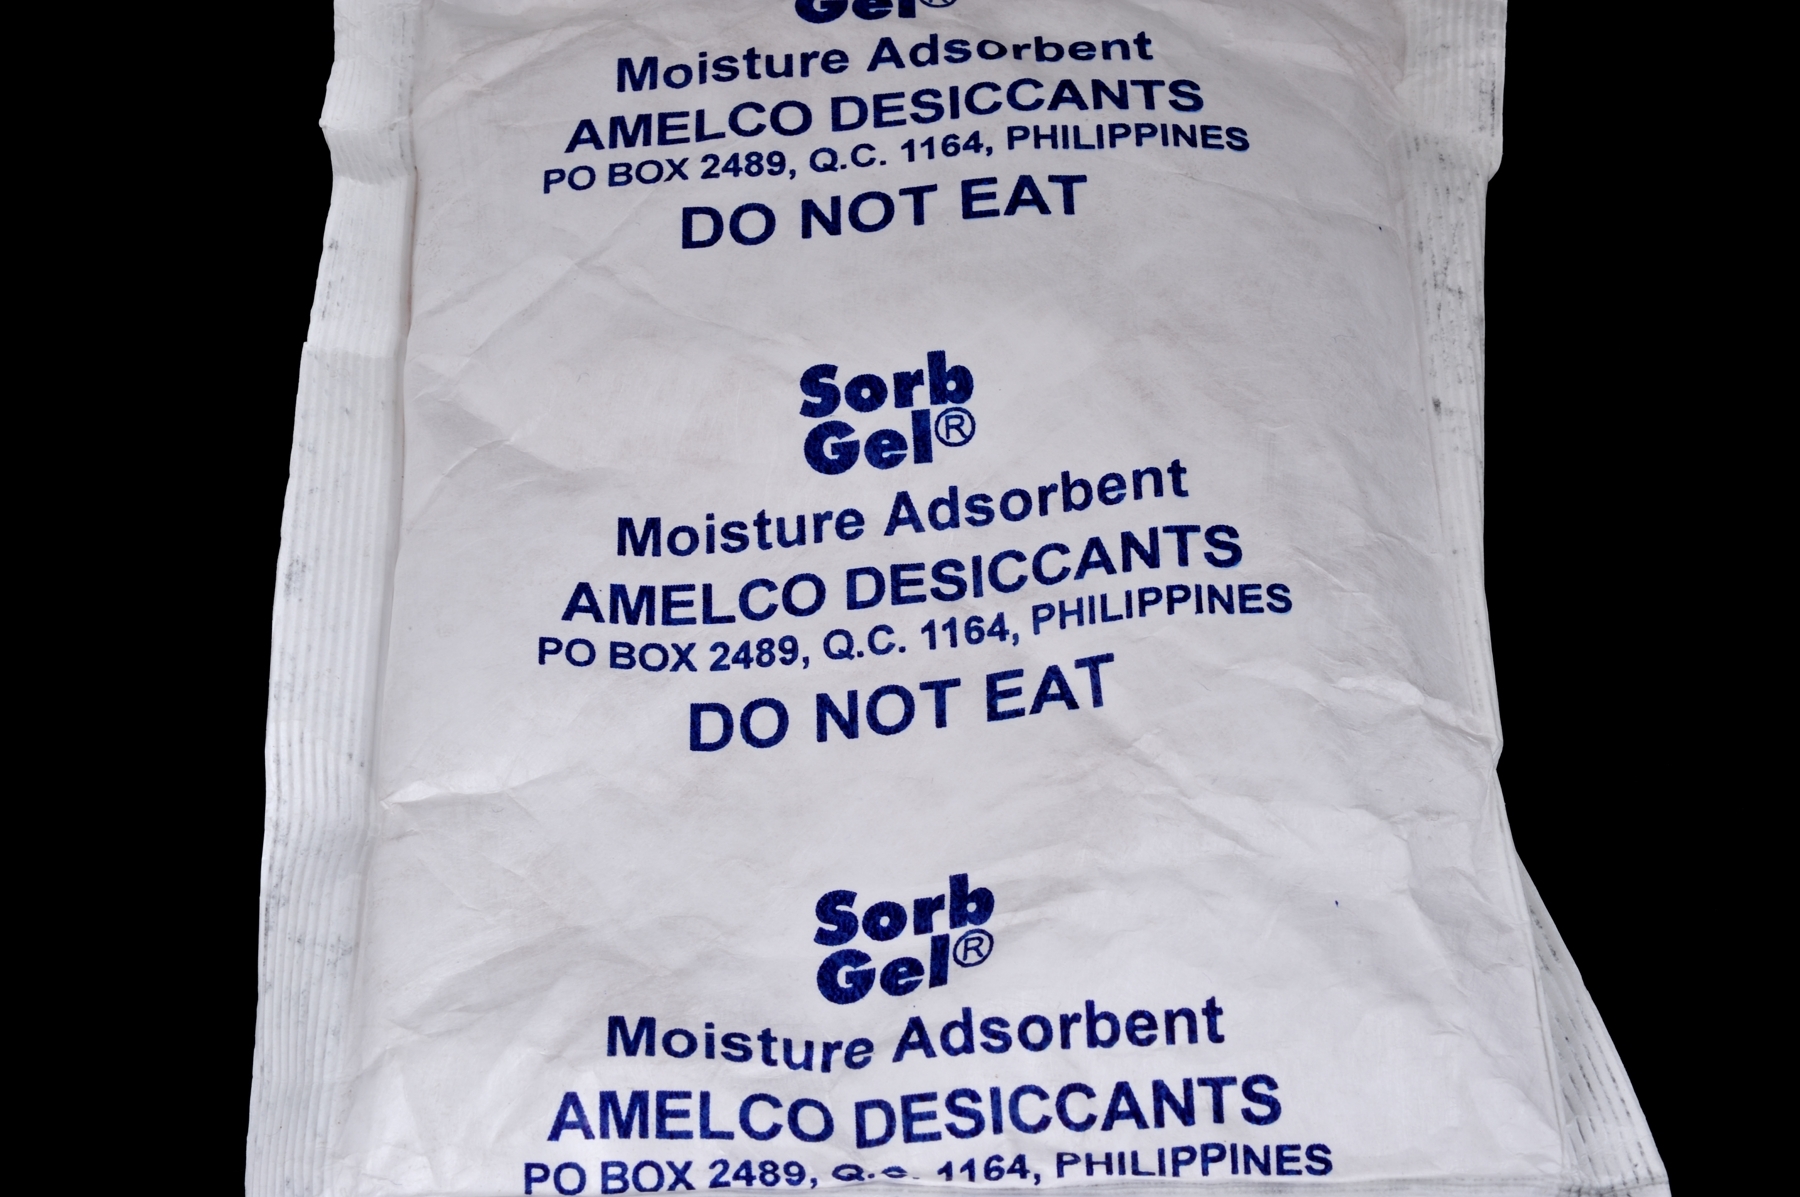 Gel®
Moisture Adsorbent
AMELCO DESICCANTS
PO BOX 2489, Q.C. 1164, PHILIPPINES
DO NOT EAT
Sorb
Gel®
Moisture Adsorbent
AMELCO DESICCANTS
PO BOX 2489, Q.C. 1164, PHILIPPINES
DO NOT EAT
Sorb
Gel®
Moisture Adsorbent
AMELCO DESICCANTS
PO BOX 2489, Q.C. 1164, PHILIPPINES